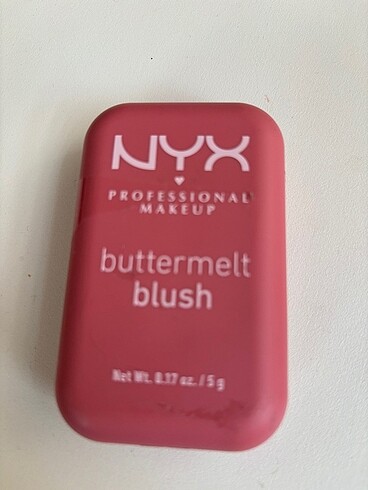 NYX
PROFESSIONAL
MAKEUP
buttermelt
blush
Net Wt. 0.17 oz. / 5 g